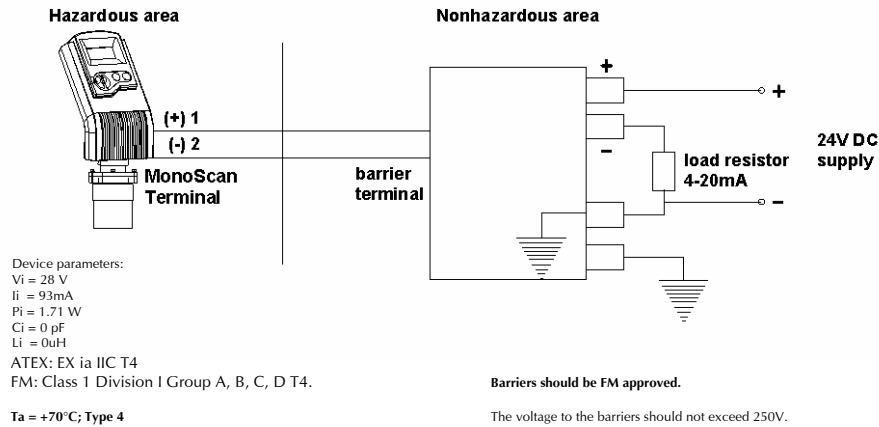 Hazardous area
Nonhazardous area
(+) 1
(-) 2
MonoScan
Terminal
barrier
terminal
+
−
load resistor
4-20mA
+
−
24V DC
supply
Device parameters:
Vi = 28 V
Ii = 93mA
Pi = 1.71 W
Ci = 0 pF
Li = 0uH
ATEX: EX ia IIC T4
FM: Class 1 Division I Group A, B, C, D T4.
Ta = +70°C; Type 4
Barriers should be FM approved.
The voltage to the barriers should not exceed 250V.